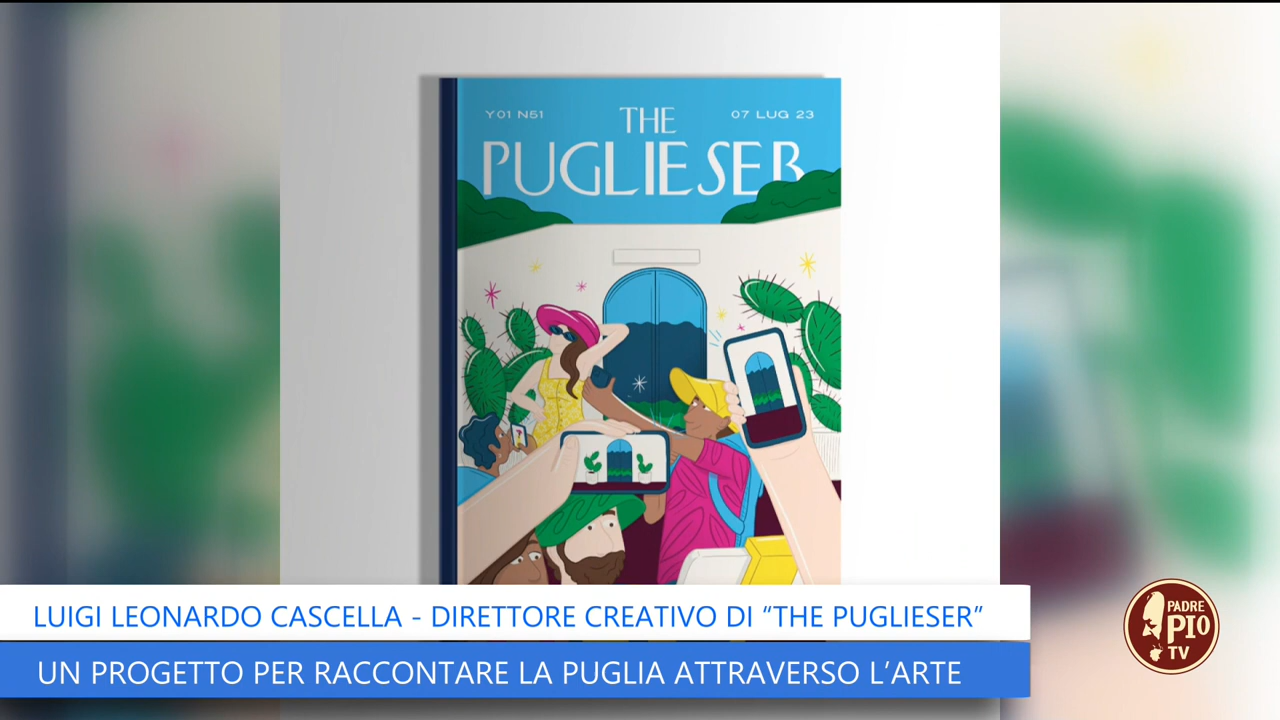 Y01 N51
THE
07 LUG 23
PUGLIESER
LUIGI LEONARDO CASCELLA - DIRETTORE CREATIVO DI “THE PUGLIESER”
UN PROGETTO PER RACCONTARE LA PUGLIA ATTRAVERSO L’ARTE
PADRE
PIO
TV